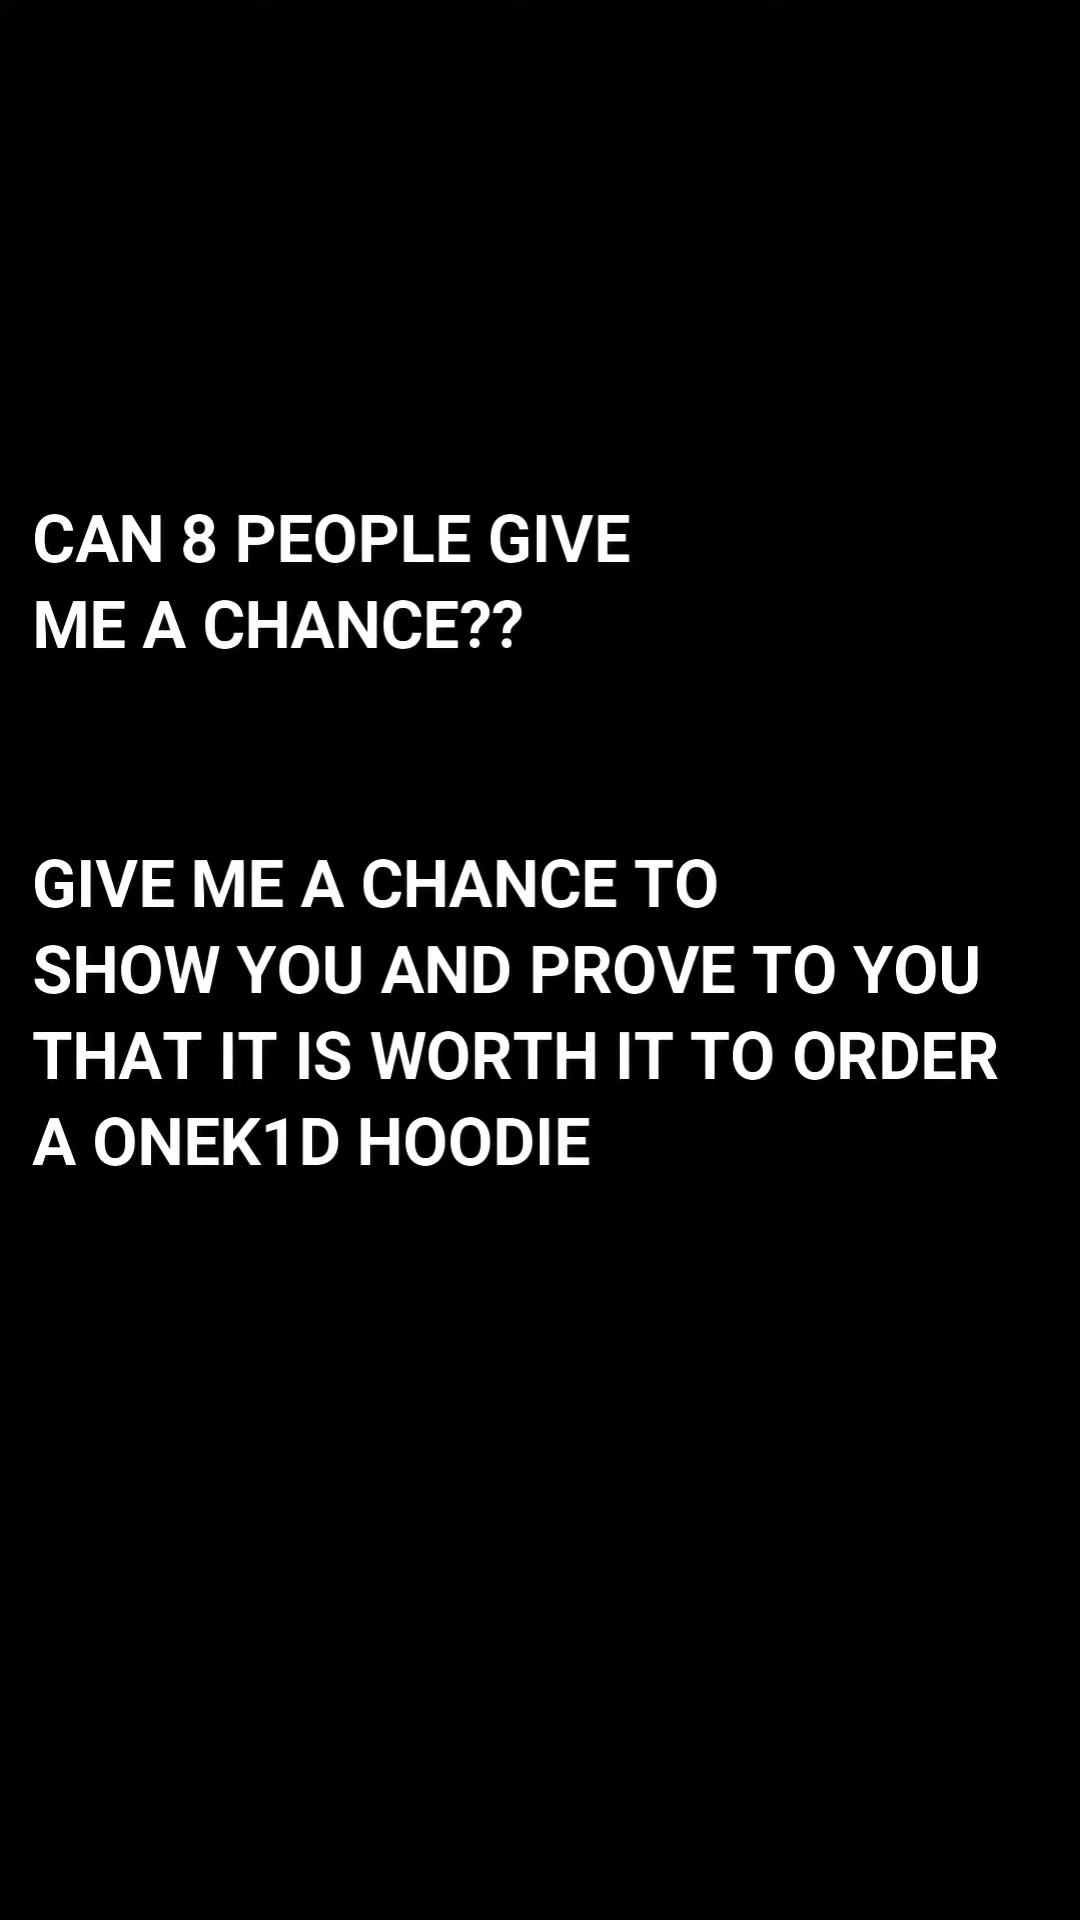 CAN 8 PEOPLE GIVE
ME A CHANCE??
GIVE ME A CHANCE TO
SHOW YOU AND PROVE TO YOU
THAT IT IS WORTH IT TO ORDER
A ONEK1D HOODIE